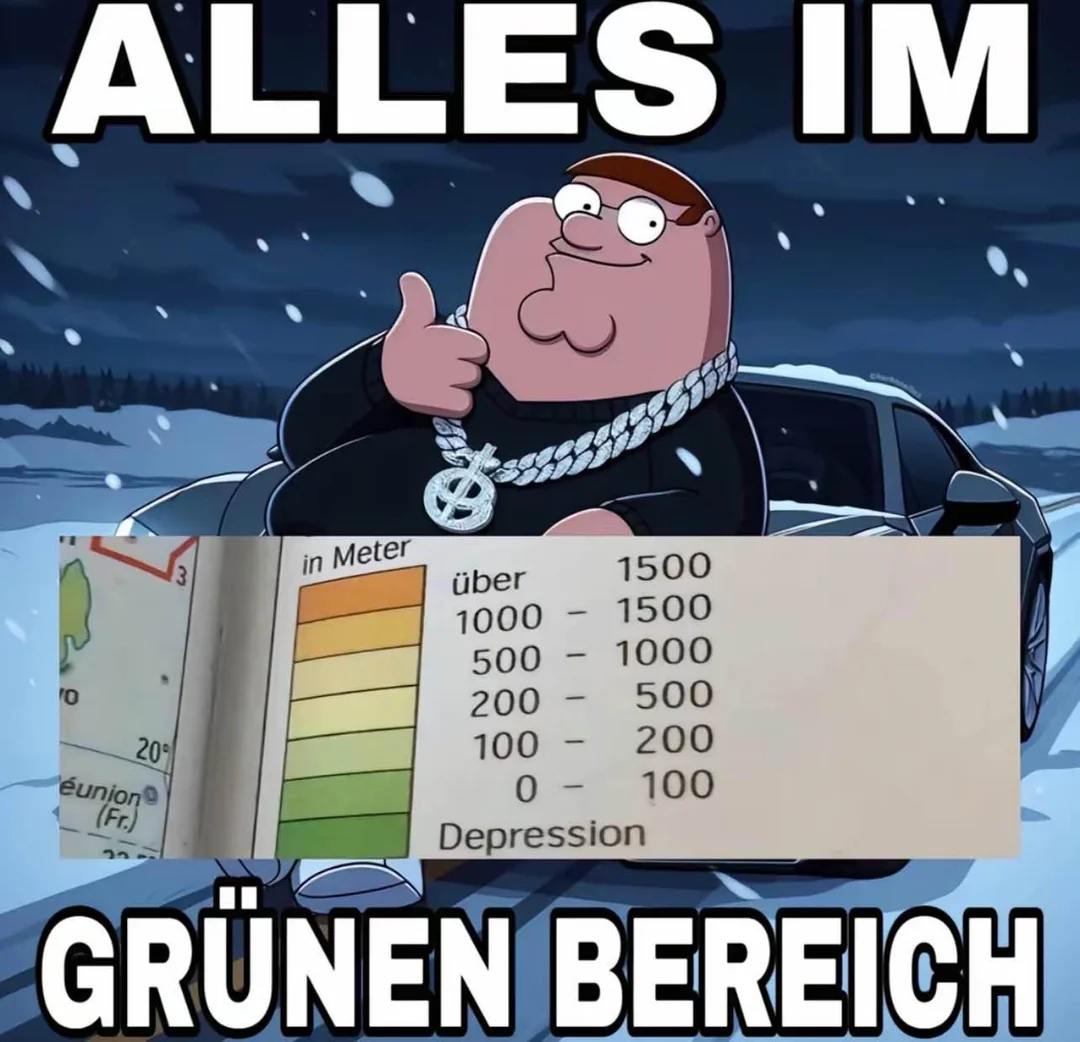 ALLES IM
in Meter
über 1500
1000 – 1500
500 – 1000
200 – 500
100 – 200
0 – 100
Depression
3
20°
éunion
(Fr.)
GRÜNEN BEREICH